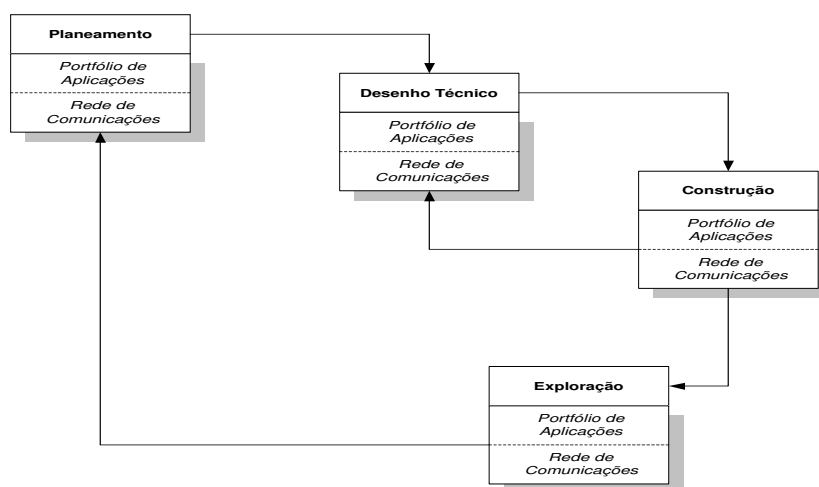 Planeamento
Portfólio de
Aplicações
Rede de
Comunicações
Desenho Técnico
Portfólio de
Aplicações
Rede de
Comunicações
Construção
Portfólio de
Aplicações
Rede de
Comunicações
Exploração
Portfólio de
Aplicações
Rede de
Comunicações